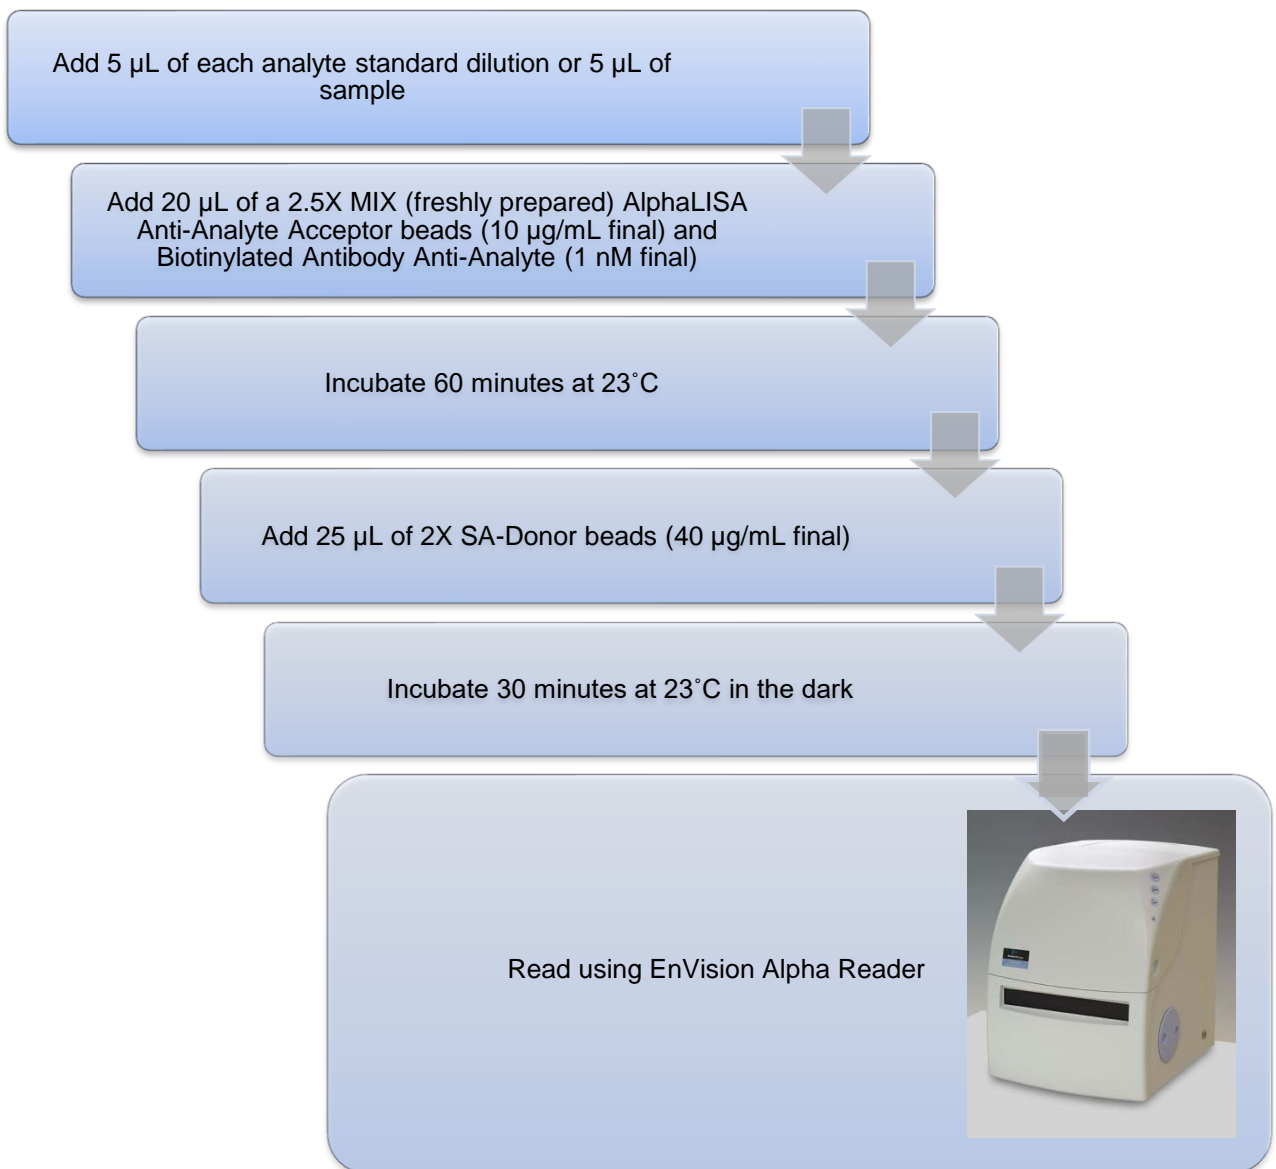 Add 5 µL of each analyte standard dilution or 5 µL of
sample
Add 20 µL of a 2.5X MIX (freshly prepared) AlphaLISA
Anti-Analyte Acceptor beads (10 µg/mL final) and
Biotinylated Antibody Anti-Analyte (1 nM final)
Incubate 60 minutes at 23˚C
Add 25 µL of 2X SA-Donor beads (40 µg/mL final)
Incubate 30 minutes at 23˚C in the dark
Read using EnVision Alpha Reader